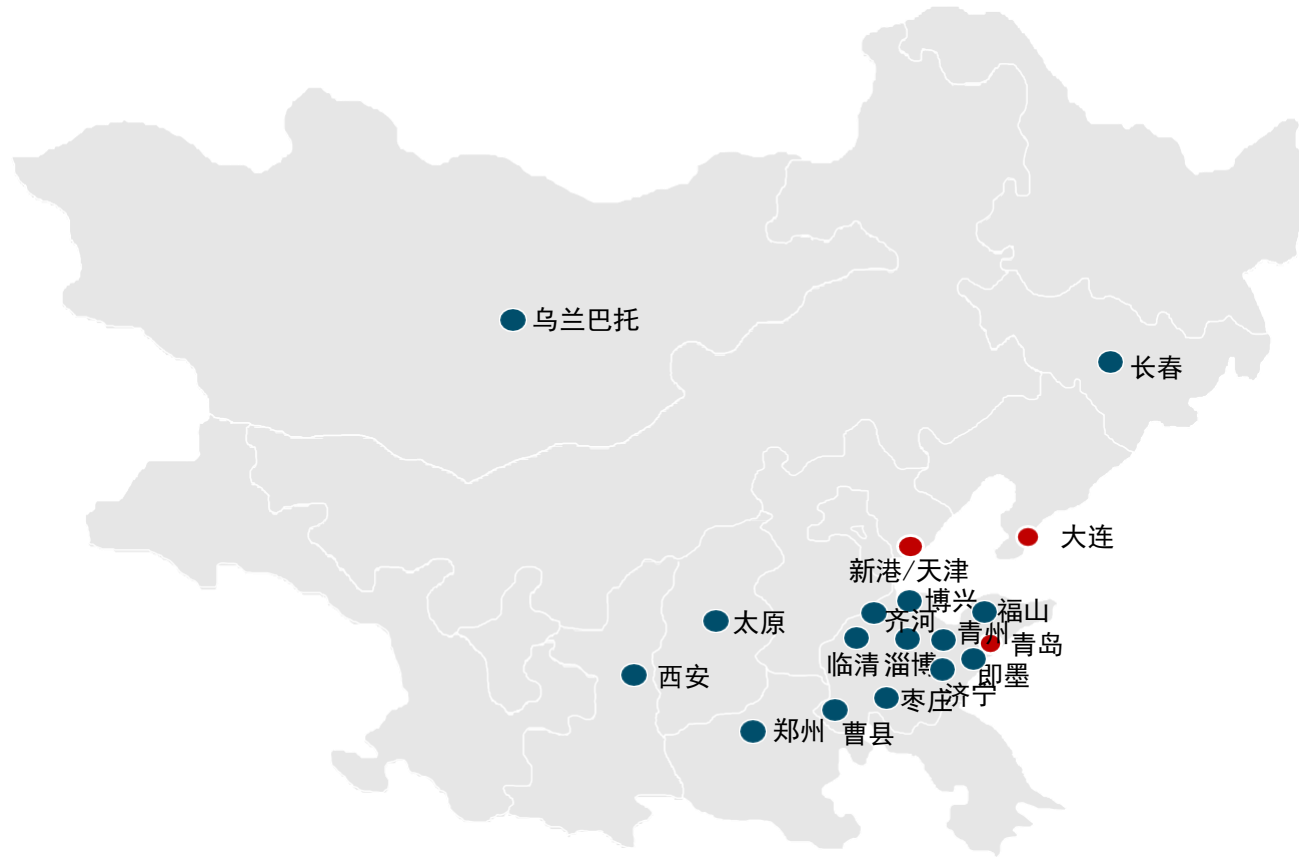 乌兰巴托
长春
大连
新港/天津
博兴
福山
齐河
太原
青州
青岛
临清
淄博
西安
即墨
济宁
枣庄
郑州
曹县